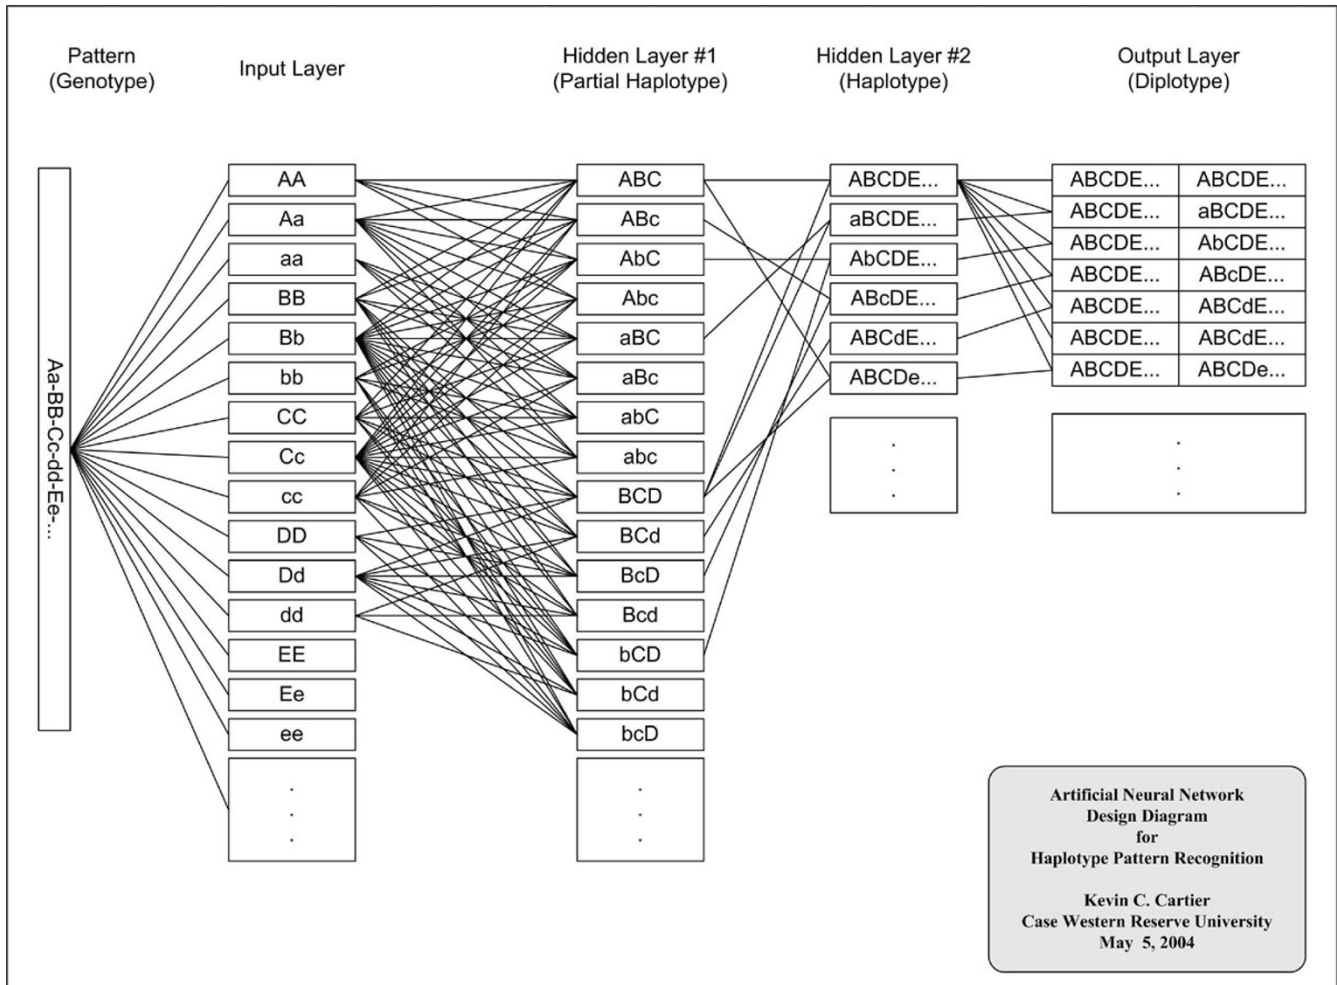 Pattern
(Genotype)
Input Layer
Hidden Layer #1
(Partial Haplotype)
Hidden Layer #2
(Haplotype)
Output Layer
(Diplotype)
Aa-BB-Cc-dd-Ee-...
AA
Aa
aa
BB
Bb
bb
CC
Cc
cc
DD
Dd
dd
EE
Ee
ee
.
.
.
ABC
ABc
AbC
Abc
aBC
aBc
abC
abc
BCD
BCd
BcD
Bcd
bCD
bCd
bcD
.
.
.
ABCDE...
aBCDE...
AbCDE...
ABcDE...
ABCdE...
ABCDe...
.
.
.
ABCDE... ABCDE...
ABCDE... aBCDE...
ABCDE... AbCDE...
ABCDE... ABcDE...
ABCDE... ABCdE...
ABCDE... ABCdE...
ABCDE... ABCDe...
.
.
.
Artificial Neural Network
Design Diagram
for
Haplotype Pattern Recognition
Kevin C. Cartier
Case Western Reserve University
May 5, 2004